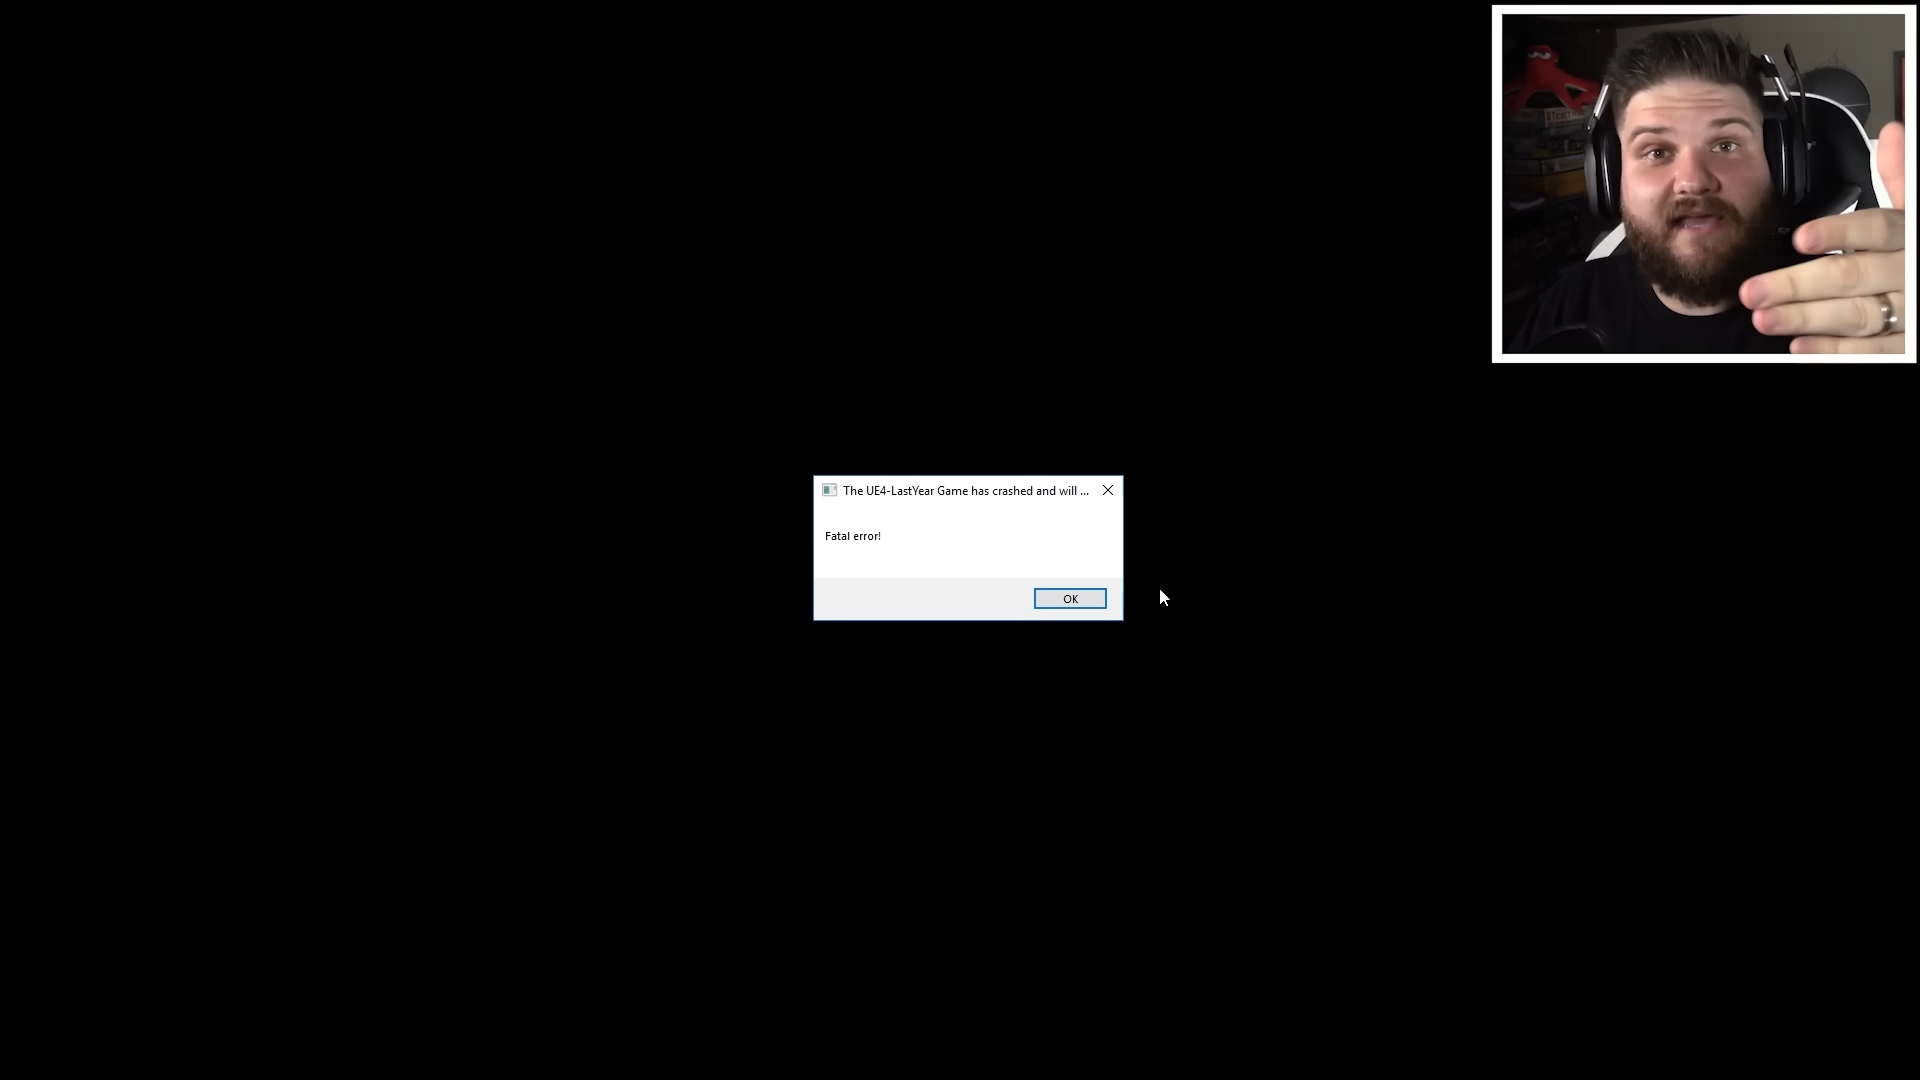 The UE4-LastYear Game has crashed and will ...
Fatal error!
OK